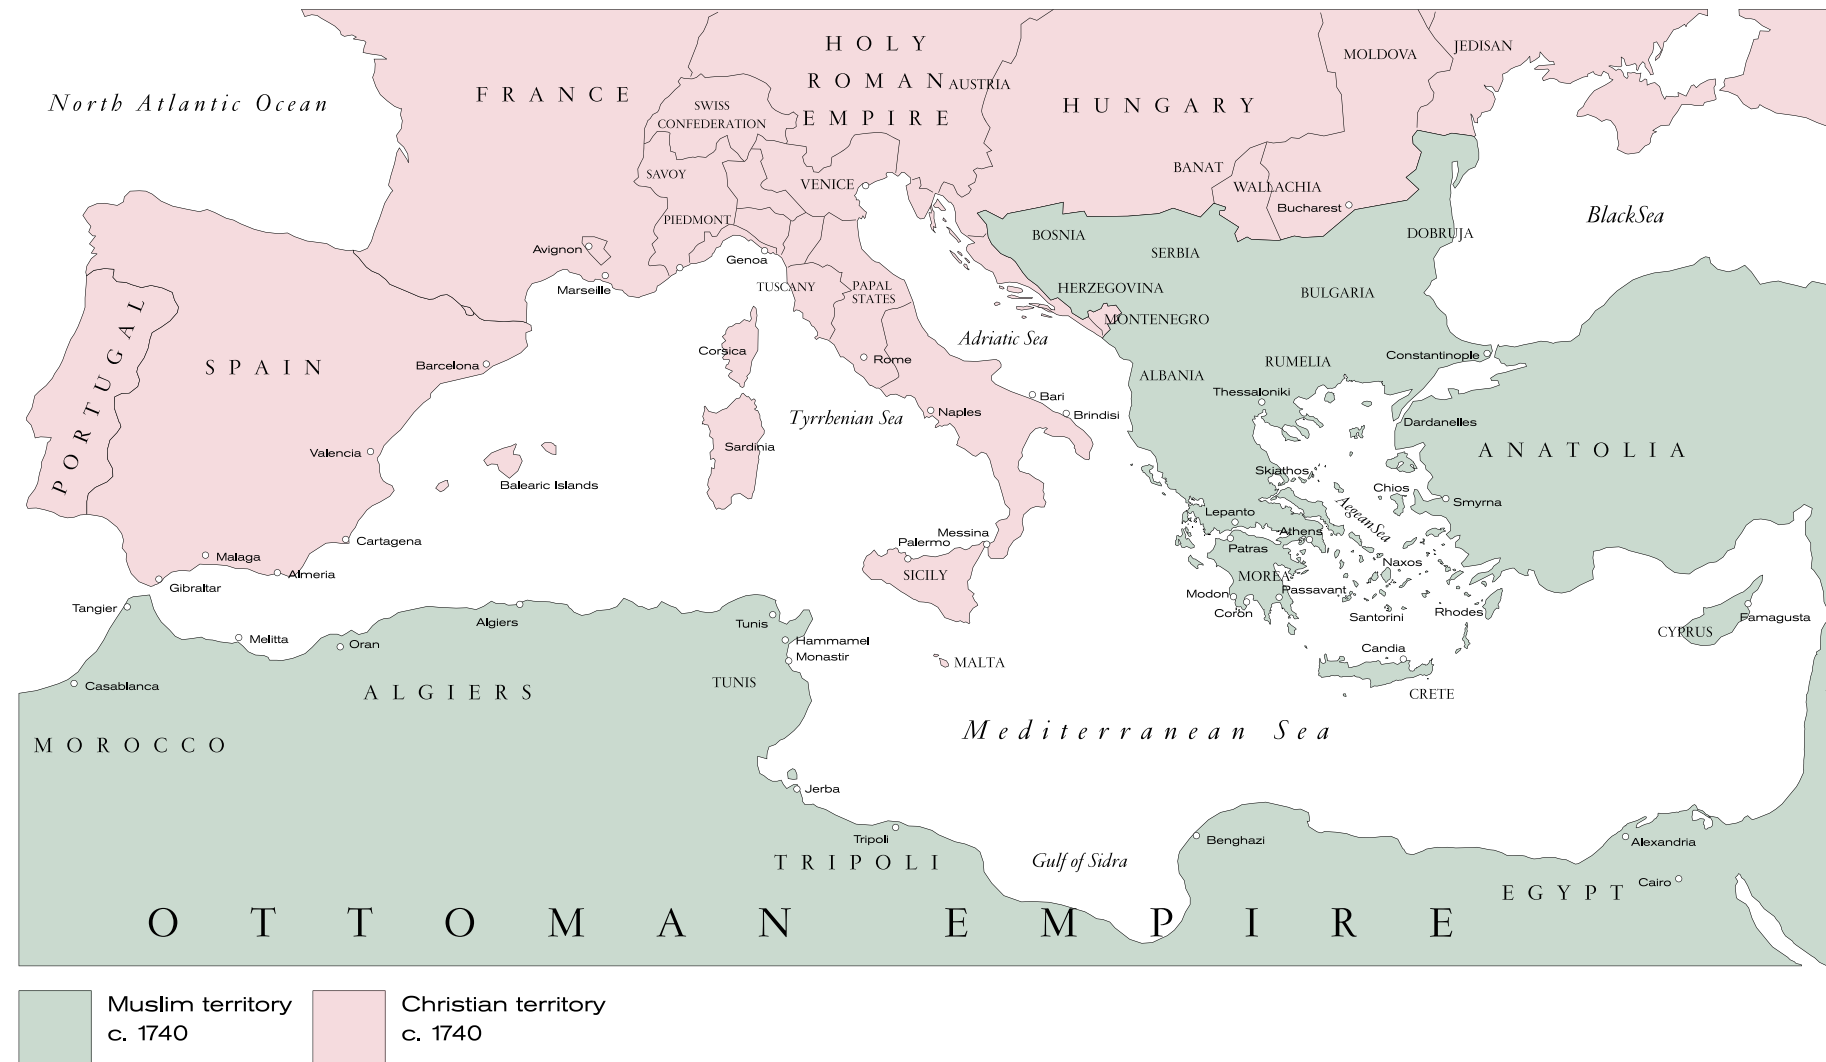 North Atlantic Ocean
FRANCE
HOLY
ROMAN
EMPIRE
AUSTRIA
SWISS
CONFEDERATION
HUNGARY
MOLDOVA
JEDISAN
SAVOY
PIEDMONT
VENICE
BANAT
WALLACHIA
Bucharest
BlackSea
DOBRUJA
BOSNIA
SERBIA
HERZEGOVINA
BULGARIA
MONTENEGRO
Avignon
Marseille
Genoa
TUSCANY
PAPAL
STATES
Adriatic Sea
PORTUGAL
SPAIN
Barcelona
Corsica
Rome
ALBANIA
RUMELIA
Constantinople
Thessaloniki
Bari
Brindisi
Naples
Tyrrhenian Sea
Dardanelles
ANATOLIA
Valencia
Sardinia
Balearic Islands
Skiathos
Chios
Smyrna
AegeanSea
Lepanto
Athens
Patras
Cartagena
Malaga
Almeria
Gibraltar
Messina
Palermo
SICILY
MOREA
Naxos
Modon
Passavant
Coron
Santorini
Rhodes
Famagusta
CYPRUS
Tangier
Melitta
Oran
Algiers
Tunis
Hammamel
Monastir
MALTA
Candia
CRETE
Casablanca
ALGIERS
TUNIS
MOROCCO
Mediterranean Sea
Jerba
Tripoli
TRIPOLI
Gulf of Sidra
Benghazi
Alexandria
Cairo
EGYPT
OTTOMAN EMPIRE
Muslim territory
c. 1740
Christian territory
c. 1740